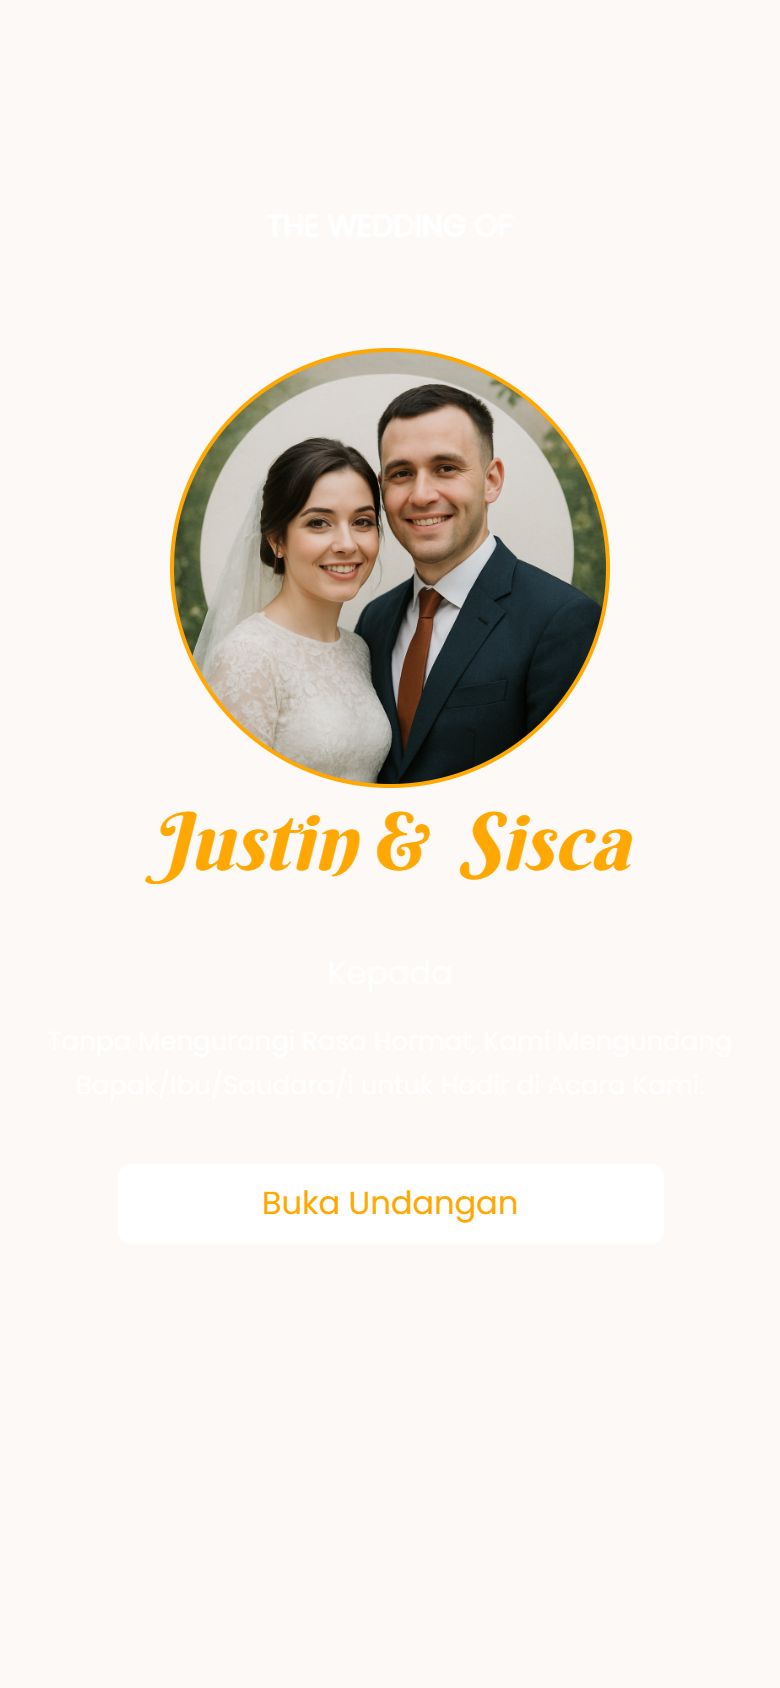 THE WEDDING OF
Justin & Sisca
Kepada
Tanpa Mengurangi Rasa Hormat, Kami Mengundang
Bapak/Ibu/Saudara/i untuk Hadir di Acara Kami.
Buka Undangan